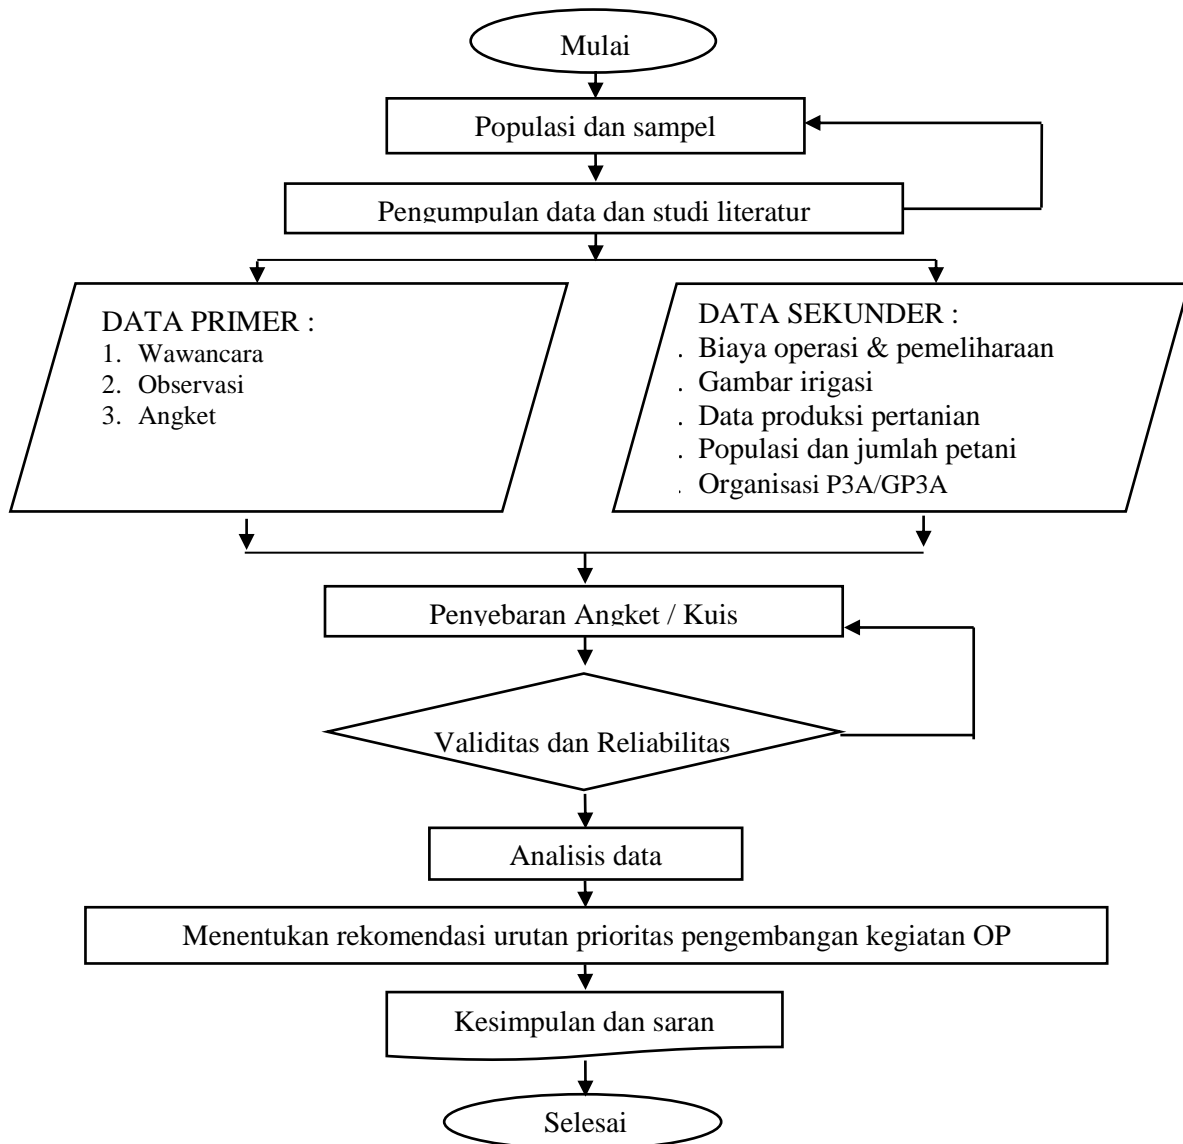 Mulai
Populasi dan sampel
Pengumpulan data dan studi literatur
DATA PRIMER :
1. Wawancara
2. Observasi
3. Angket
DATA SEKUNDER :
. Biaya operasi & pemeliharaan
. Gambar irigasi
. Data produksi pertanian
. Populasi dan jumlah petani
. Organisasi P3A/GP3A
Penyebaran Angket / Kuis
Validitas dan Reliabilitas
Analisis data
Menentukan rekomendasi urutan prioritas pengembangan kegiatan OP
Kesimpulan dan saran
Selesai